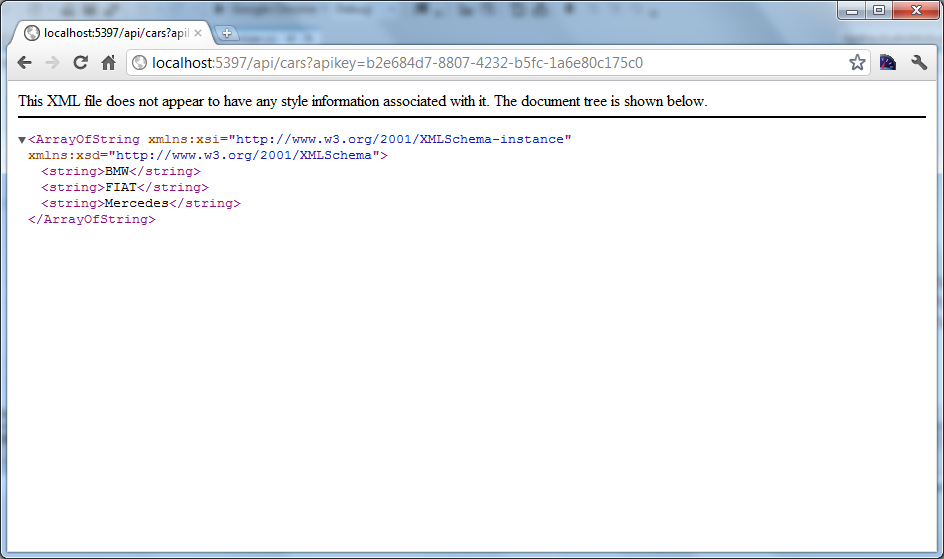 localhost:5397/api/cars?apil
localhost:5397/api/cars?apikey=b2e684d7-8807-4232-b5fc-1a6e80c175c0
This XML file does not appear to have any style information associated with it. The document tree is shown below.
▼<ArrayOfString xmlns:xsi="http://www.w3.org/2001/XMLSchema-instance"
xmlns:xsd="http://www.w3.org/2001/XMLSchema">
<string>BMW</string>
<string>FIAT</string>
<string>Mercedes</string>
</ArrayOfString>